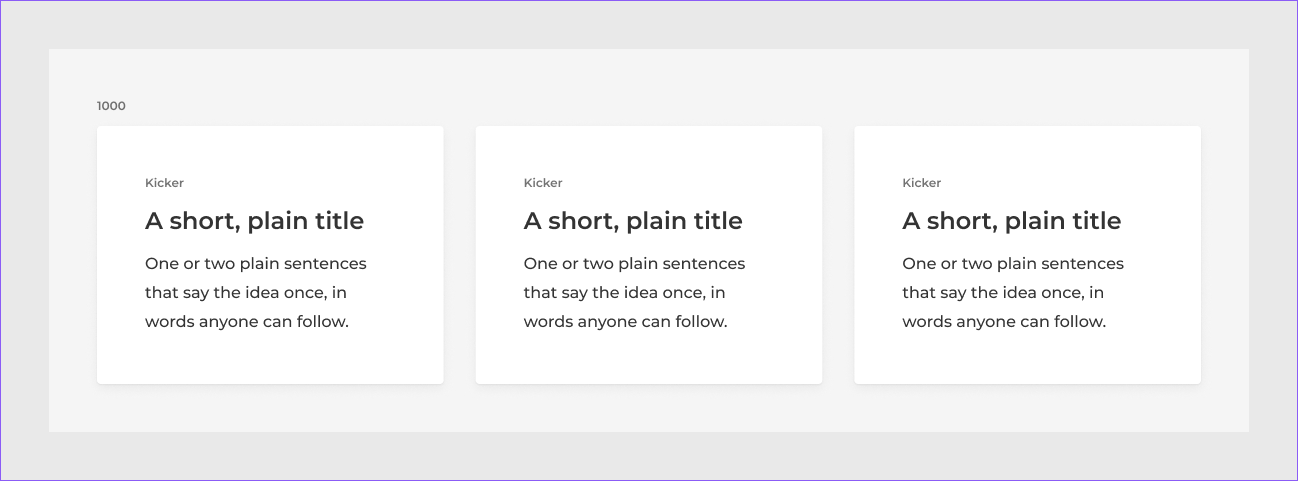 1000
Kicker
A short, plain title
One or two plain sentences
that say the idea once, in
words anyone can follow.
Kicker
A short, plain title
One or two plain sentences
that say the idea once, in
words anyone can follow.
Kicker
A short, plain title
One or two plain sentences
that say the idea once, in
words anyone can follow.